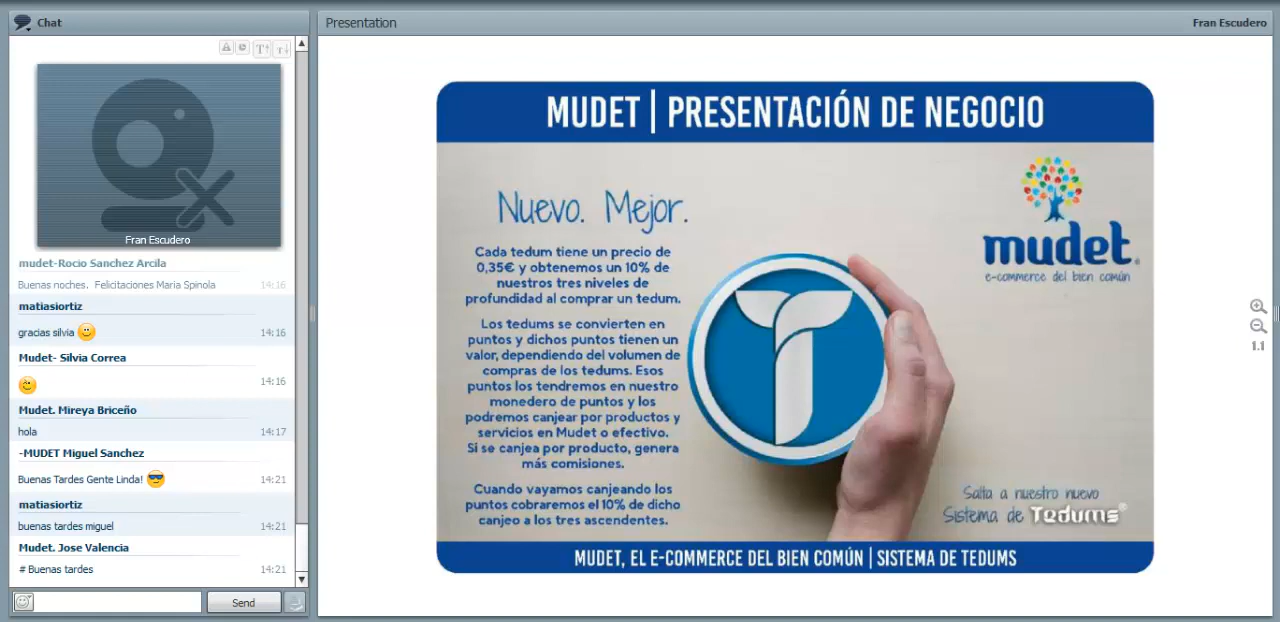 Chat
Fran Escudero
mudet-Rocio Sanchez Arcila
Buenas noches. Felicitaciones Maria Spinola 14:16
matiasiortiz
gracias silvia 14:16
Mudet- Silvia Correa
14:16
Mudet. Mireya Briceño
hola 14:17
-MUDET Miguel Sanchez
Buenas Tardes Gente Linda! 14:21
matiasiortiz
buenas tardes miguel 14:21
Mudet. Jose Valencia
# Buenas tardes 14:21
Send
Presentation
Fran Escudero
MUDET | PRESENTACIÓN DE NEGOCIO
Nuevo. Mejor.
Cada tedum tiene un precio de
0,35€ y obtenemos un 10% de
nuestros tres niveles de
profundidad al comprar un tedum.
Los tedums se convierten en
puntos y dichos puntos tienen un
valor, dependiendo del volumen de
compras de los tedums. Esos
puntos los tendremos en nuestro
monedero de puntos y los
podremos canjear por productos y
servicios en Mudet o efectivo.
Si se canjea por producto, genera
más comisiones.
Cuando vayamos canjeando los
puntos cobraremos el 10% de dicho
canjeo a los tres ascendentes.
mudet®
e-commerce del bien común
Salta a nuestro nuevo
Sistema de Tedums®
MUDET, EL E-COMMERCE DEL BIEN COMÚN | SISTEMA DE TEDUMS
1.1